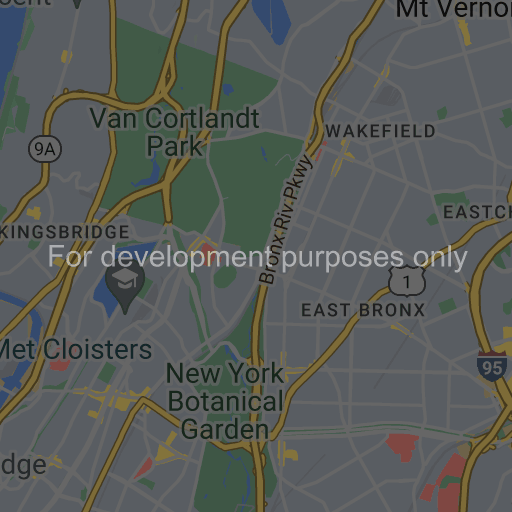 cent
Mt Vernon
Van Cortlandt
Park
WAKEFIELD
9A
Bronx Riv Pkwy
EASTCH
KINGSBRIDGE
For development purposes only
1
EAST BRONX
Met Cloisters
95
New York
Botanical
Garden
dge